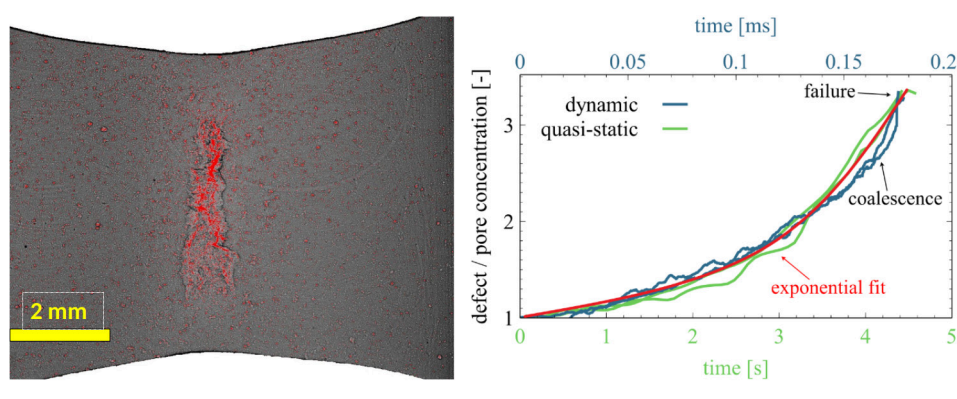 2 mm
time [ms]
0 0.05 0.1 0.15 0.2
defect / pore concentration [-]
3
2
1
dynamic
quasi-static
failure
coalescence
exponential fit
0 1 2 3 4 5
time [s]